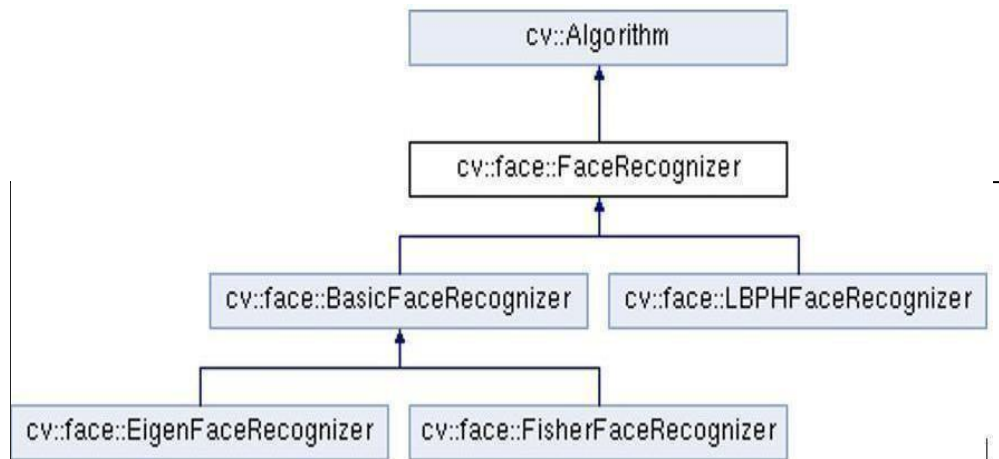 cv::Algorithm
cv::face::FaceRecognizer
cv::face::BasicFaceRecognizer
cv::face::LBPHFaceRecognizer
cv::face::EigenFaceRecognizer
cv::face::FisherFaceRecognizer